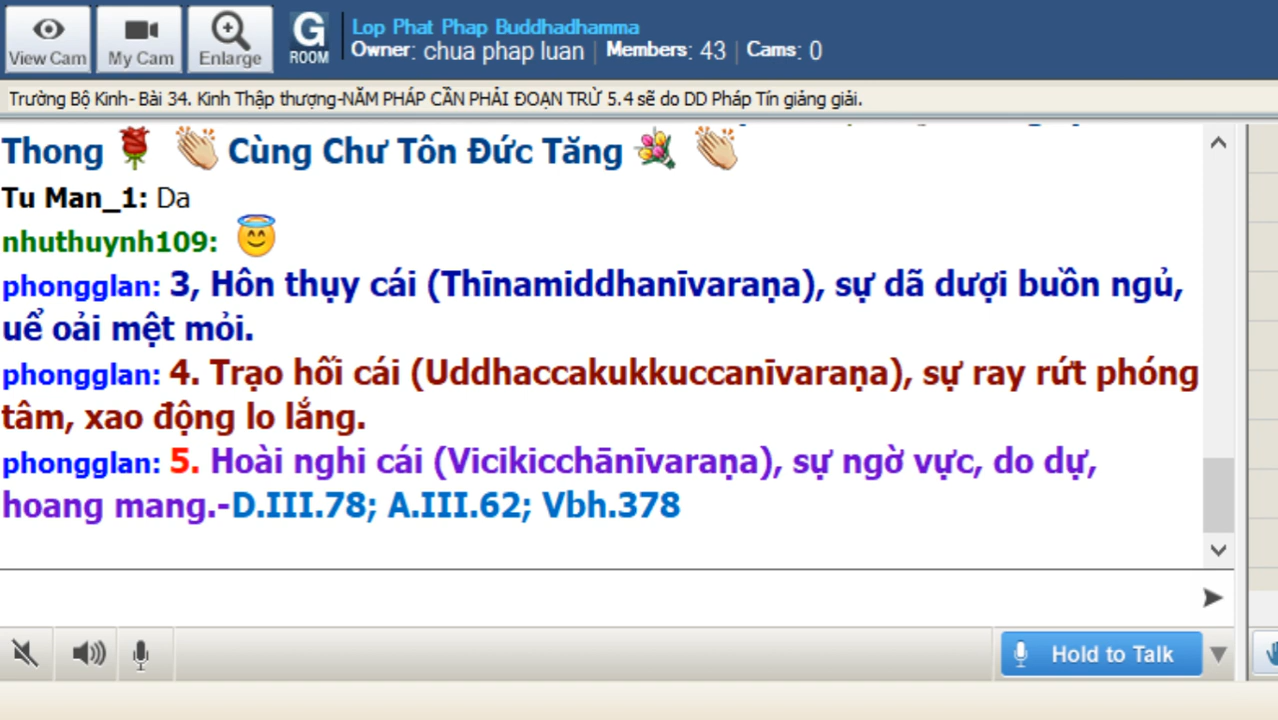 View Cam
My Cam
Enlarge
G
ROOM
Lop Phat Phap Buddhadhamma
Owner: chua phap luan | Members: 43 | Cams: 0
Trường Bộ Kinh- Bài 34. Kinh Thập thượng-NĂM PHÁP CẦN PHẢI ĐOẠN TRỪ 5.4 sẽ do DD Pháp Tín giảng giải.
Thong 🌹 👏 Cùng Chư Tôn Đức Tăng 💐 👏
Tu Man_1: Da
nhuthuynh109: 😇
phongglan: 3, Hôn thụy cái (Thīnamiddhanīvaraṇa), sự dã dượi buồn ngủ,
uể oải mệt mỏi.
phongglan: 4. Trạo hối cái (Uddhaccakukkuccanīvaraṇa), sự ray rứt phóng
tâm, xao động lo lắng.
phongglan: 5. Hoài nghi cái (Vicikicchānīvaraṇa), sự ngờ vực, do dự,
hoang mang.-D.III.78; A.III.62; Vbh.378
Hold to Talk